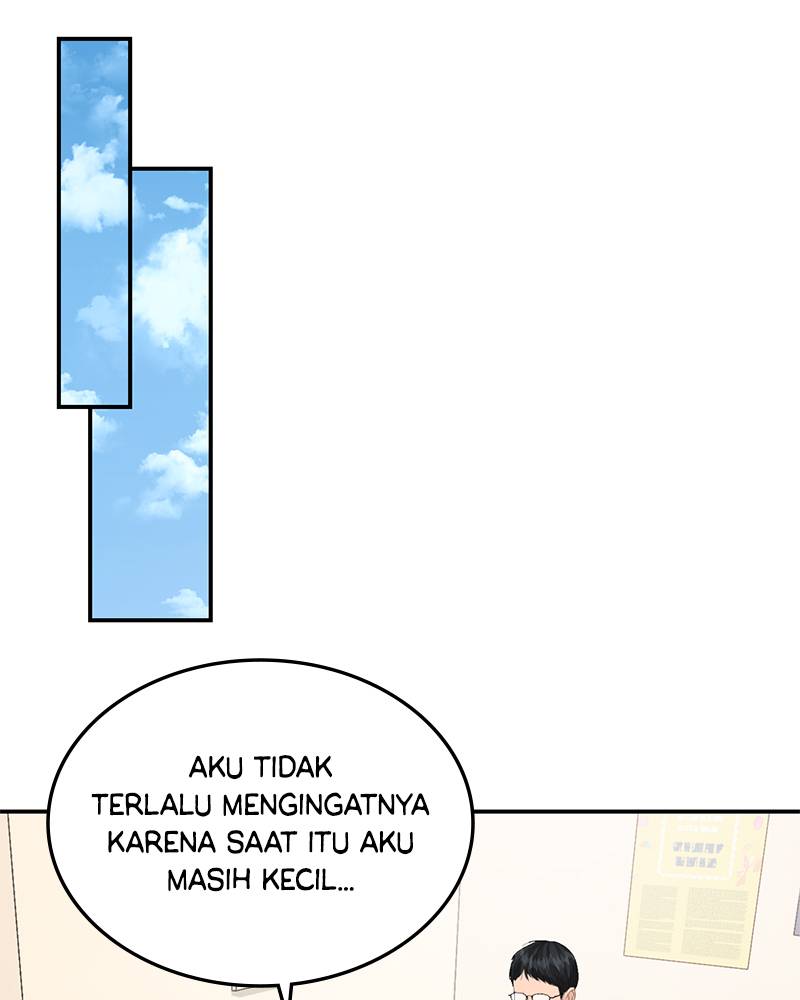 AKU TIDAK
TERLALU MENGINGATNYA
KARENA SAAT ITU AKU
MASIH KECIL...